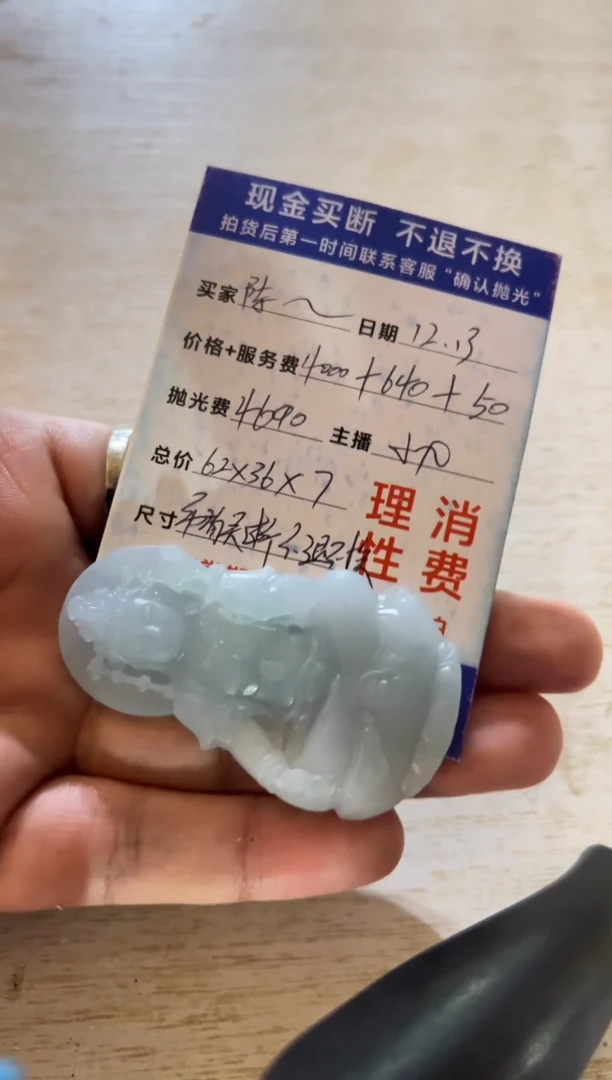 现金买断 不退不换
拍货后第一时间联系客服“确认抛光”
买家 陈 日期 12.13
价格+服务费 4000+640+50
抛光费 4690 主播
总价 62x36x7
尺寸
理性
消费